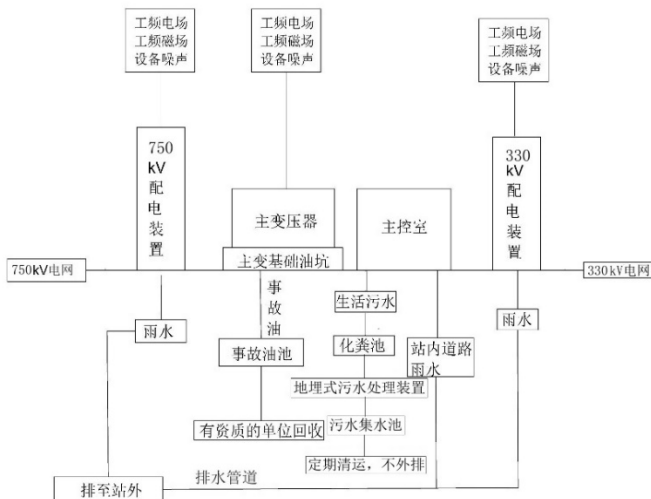 工频电场
工频磁场
设备噪声
工频电场
工频磁场
设备噪声
工频电场
工频磁场
设备噪声
750
kV
配
电
装
置
主变压器
主变基础油坑
主控室
330
kV
配
电
装
置
750kV电网
330kV电网
雨水
事
故
油
事故油池
有资质的单位回收
生活污水
化粪池
地埋式污水处理装置
污水集水池
定期清运，不外排
站内道路
雨水
雨水
排水管道
排至站外